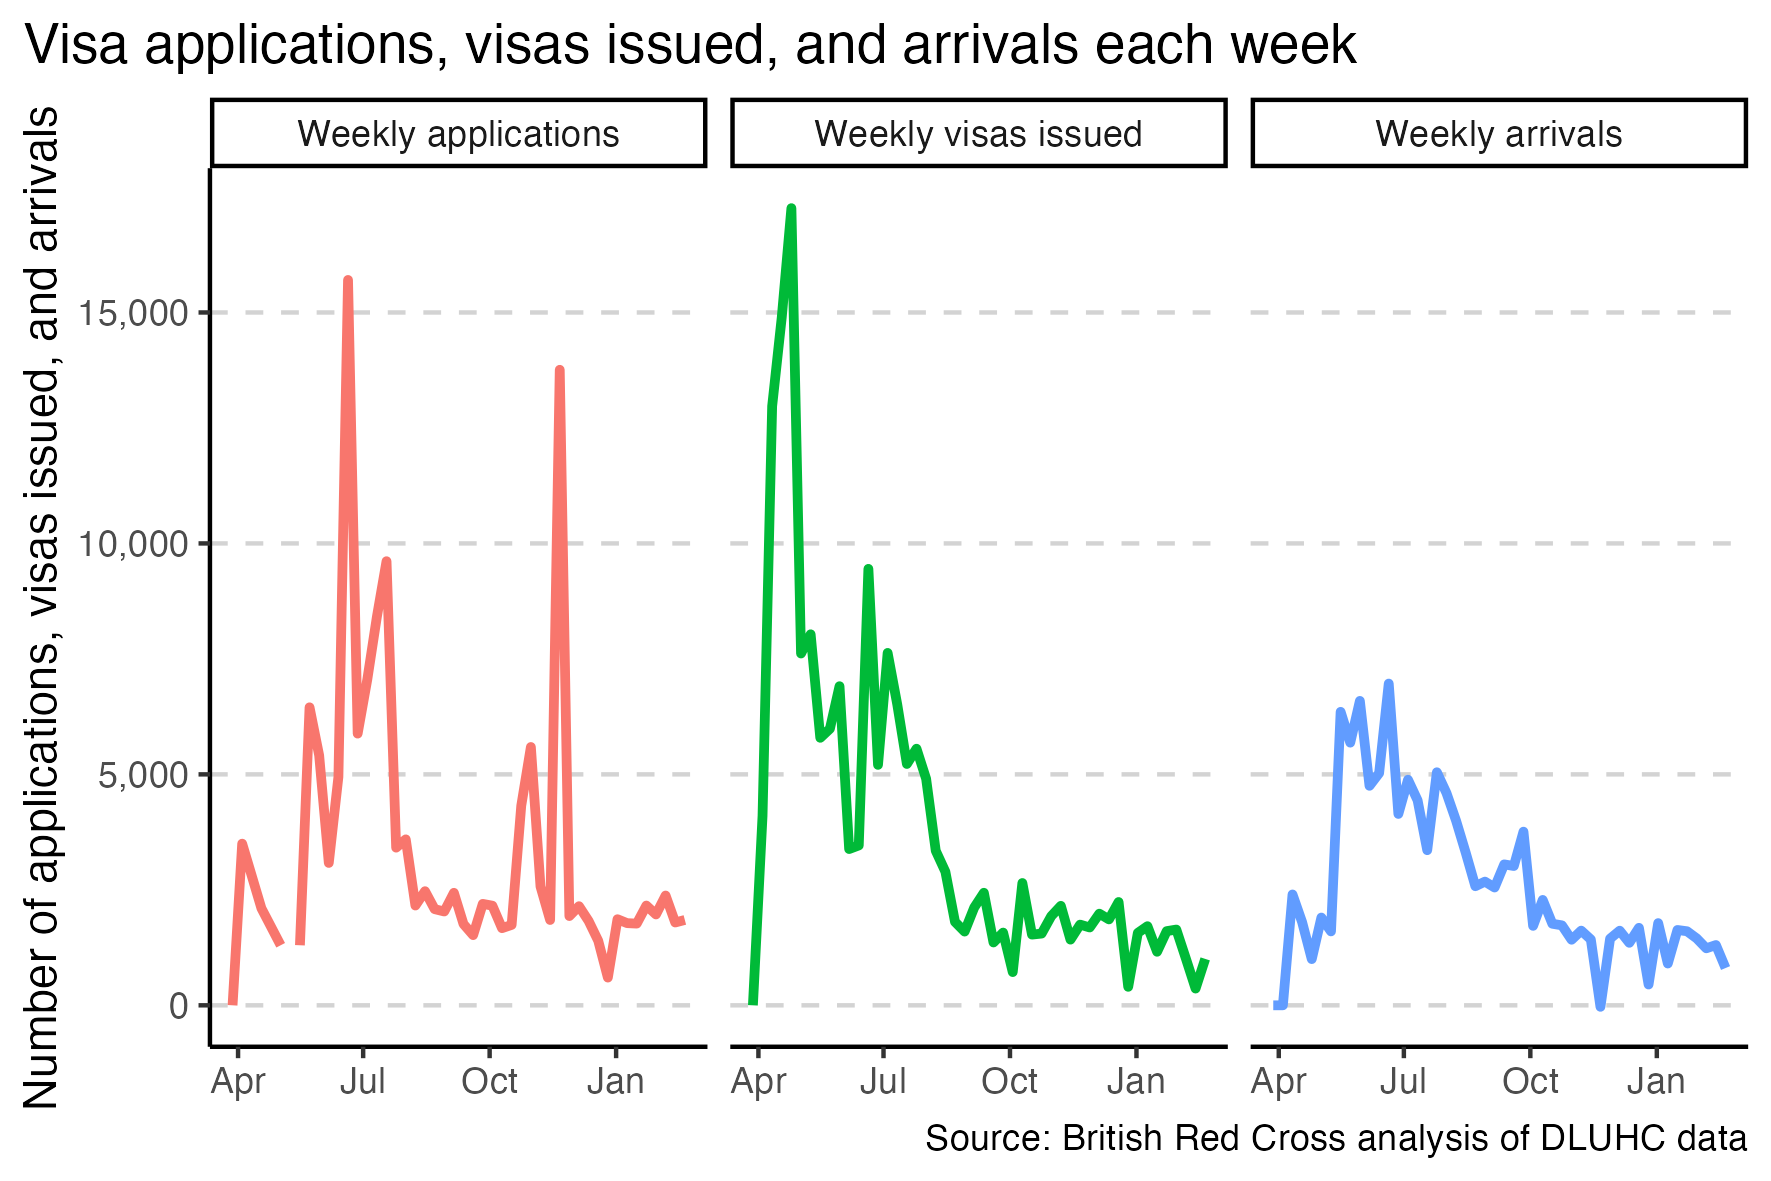 Visa applications, visas issued, and arrivals each week
Number of applications, visas issued, and arrivals
Weekly applications
Weekly visas issued
Weekly arrivals
15,000
10,000
5,000
0
Apr Jul Oct Jan
Apr Jul Oct Jan
Apr Jul Oct Jan
Source: British Red Cross analysis of DLUHC data